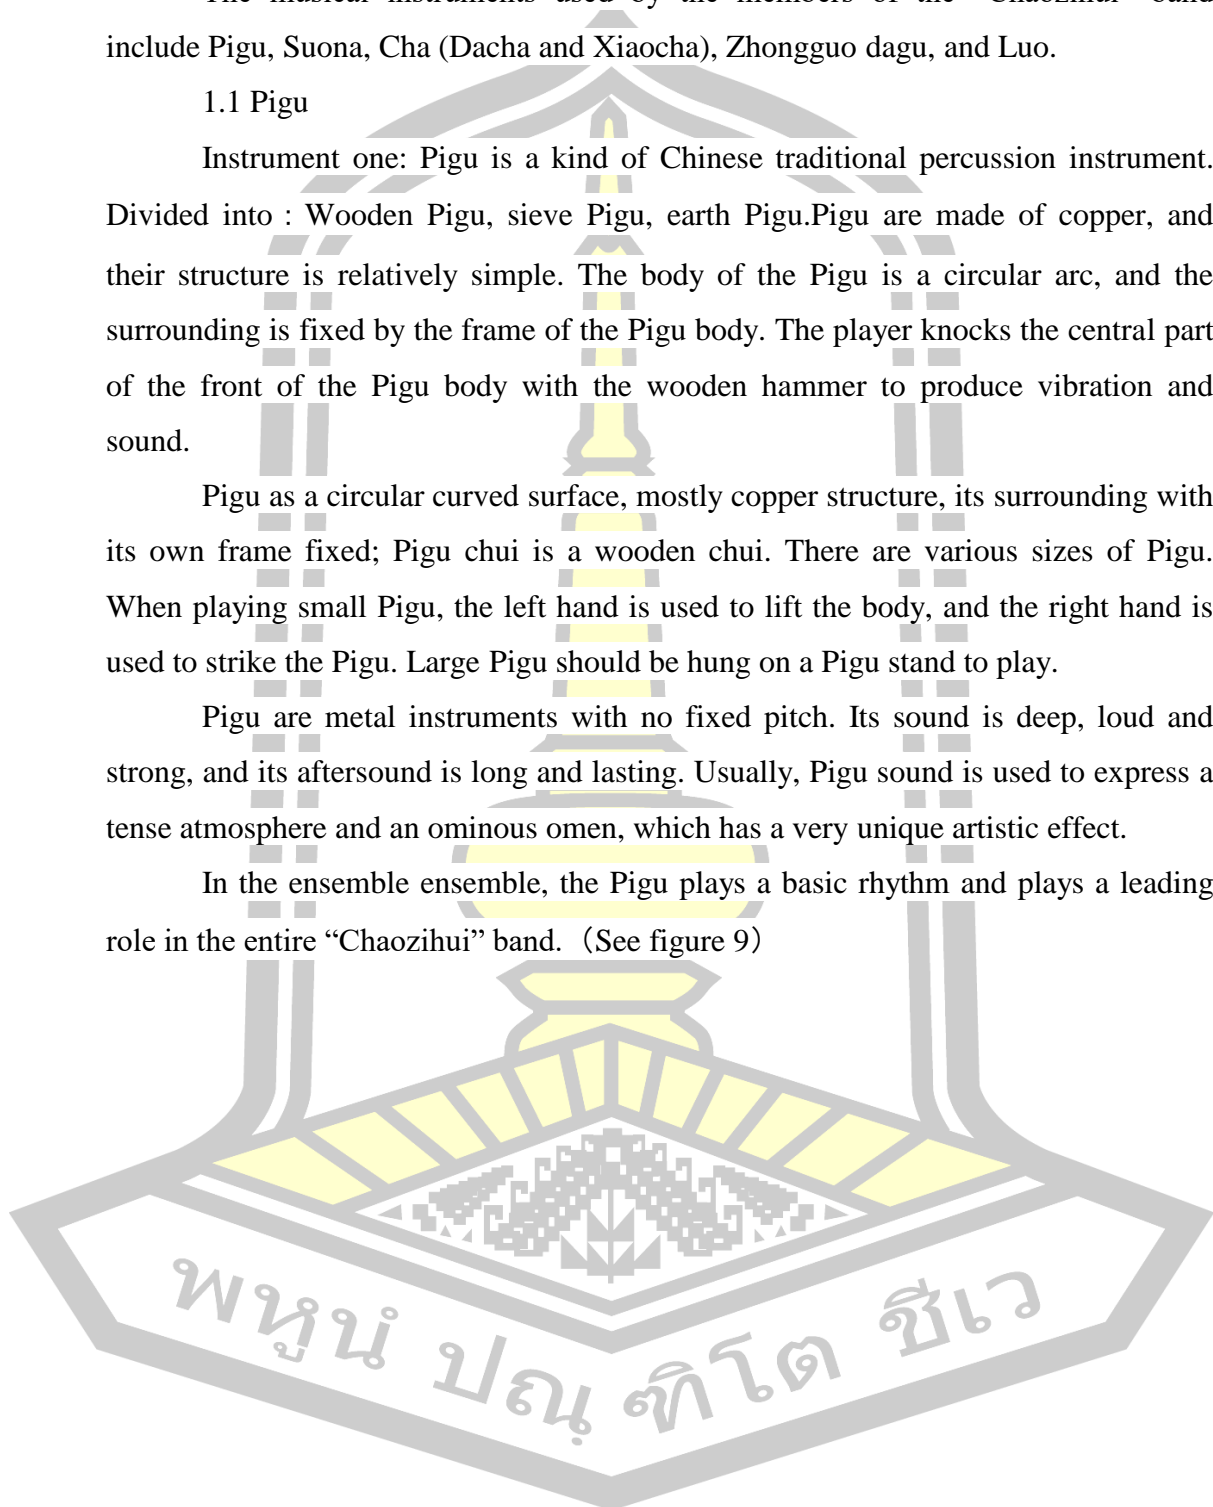 The musical instruments used by the members of the "Chaozihui" band
include Pigu, Suona, Cha (Dacha and Xiaocha), Zhongguo dagu, and Luo.
1.1 Pigu
Instrument one: Pigu is a kind of Chinese traditional percussion instrument.
Divided into : Wooden Pigu, sieve Pigu, earth Pigu.Pigu are made of copper, and
their structure is relatively simple. The body of the Pigu is a circular arc, and the
surrounding is fixed by the frame of the Pigu body. The player knocks the central part
of the front of the Pigu body with the wooden hammer to produce vibration and
sound.
Pigu as a circular curved surface, mostly copper structure, its surrounding with
its own frame fixed; Pigu chui is a wooden chui. There are various sizes of Pigu.
When playing small Pigu, the left hand is used to lift the body, and the right hand is
used to strike the Pigu. Large Pigu should be hung on a Pigu stand to play.
Pigu are metal instruments with no fixed pitch. Its sound is deep, loud and
strong, and its aftersound is long and lasting. Usually, Pigu sound is used to express a
tense atmosphere and an ominous omen, which has a very unique artistic effect.
In the ensemble ensemble, the Pigu plays a basic rhythm and plays a leading
role in the entire “Chaozihui” band.（See figure 9）
พหูนํ ปณฺฑิโต ชีเว